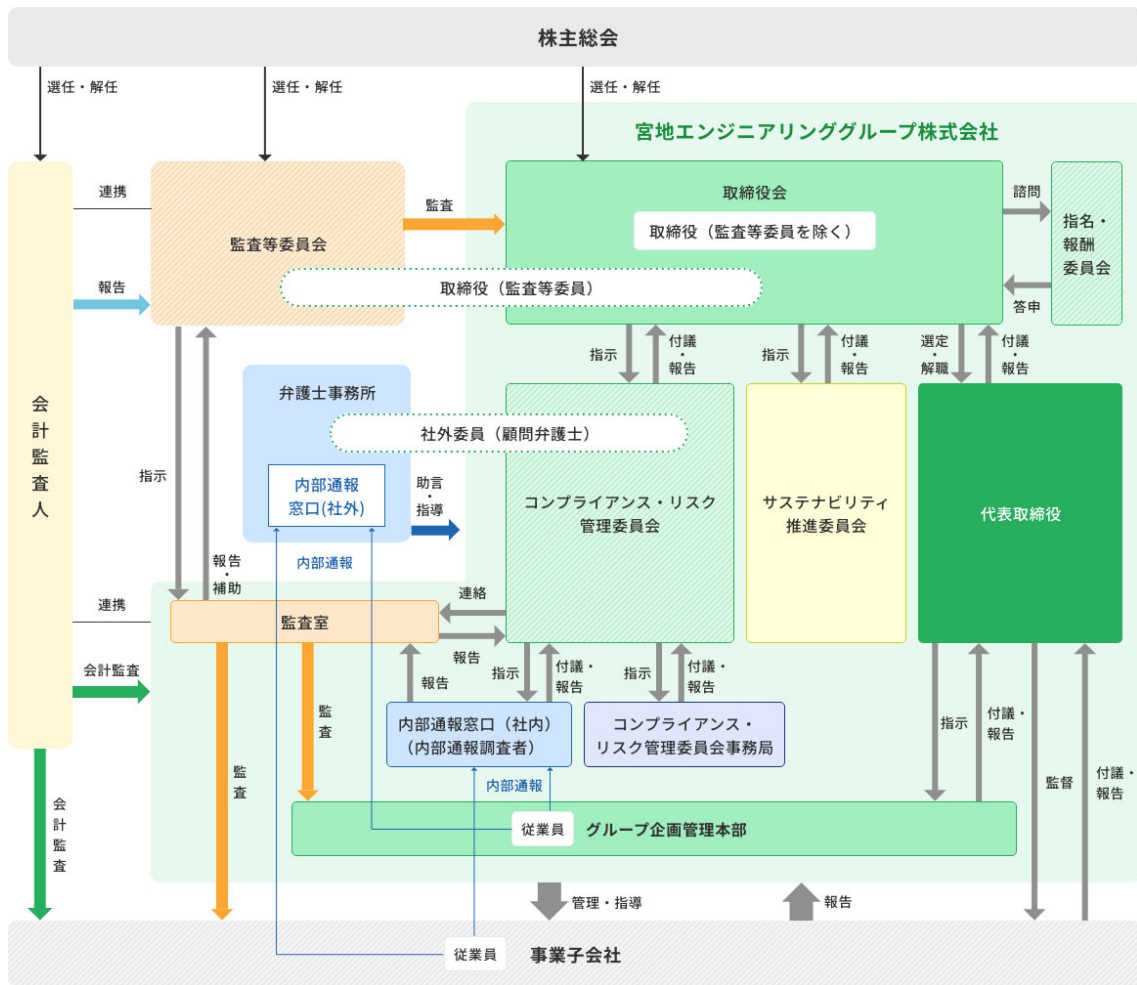 株主総会
選任・解任
選任・解任
選任・解任
宮地エンジニアリンググループ株式会社
連携
監査等委員会
監査
取締役会
取締役（監査等委員を除く）
諮問
指名・
報酬
委員会
答申
報告
取締役（監査等委員）
指示
付議
・
報告
指示
付議
・
報告
選定
・
解職
付議
・
報告
会計監査人
弁護士事務所
社外委員（顧問弁護士）
指示
内部通報
窓口(社外)
助言
・
指導
コンプライアンス・リスク
管理委員会
サステナビリティ
推進委員会
代表取締役
報告
・
補助
内部通報
連携
監査室
連絡
報告
会計監査
報告
指示
付議・
報告
指示
付議・
報告
監査
監査
内部通報窓口（社内）
（内部通報調査者）
コンプライアンス・
リスク管理委員会事務局
指示
付議・
報告
監督
付議・
報告
会計監査
内部通報
従業員
グループ企画管理本部
管理・指導
報告
従業員
事業子会社